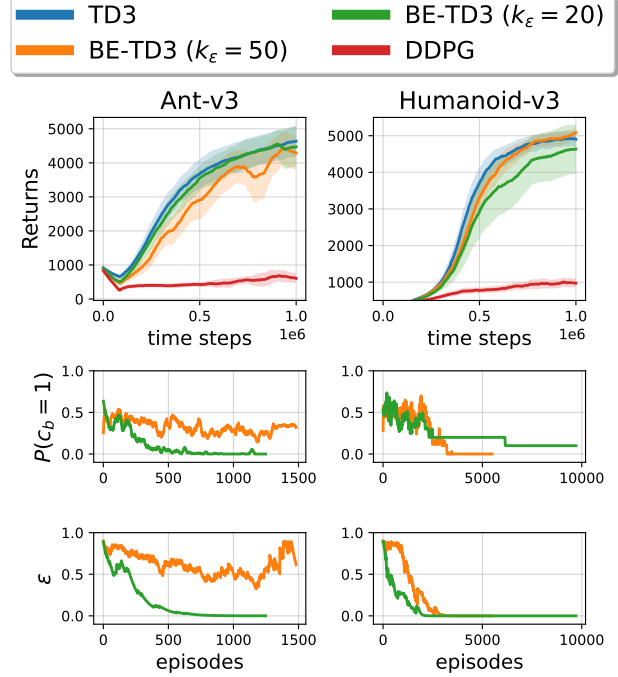 TD3
BE-TD3 (kε = 50)
BE-TD3 (kε = 20)
DDPG
Ant-v3
Humanoid-v3
Returns
5000
4000
3000
2000
1000
0
0.0 0.5 1.0
1e6
time steps
5000
4000
3000
2000
1000
0.0 0.5 1.0
1e6
time steps
P(cb = 1)
1.0
0.5
0.0
0 500 1000 1500
1.0
0.5
0.0
0 5000 10000
ε
1.0
0.5
0.0
0 500 1000 1500
episodes
1.0
0.5
0.0
0 5000 10000
episodes